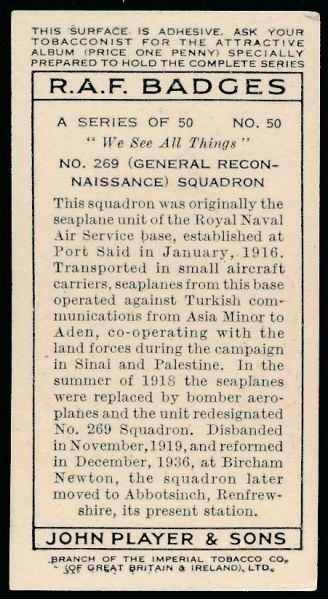 THIS SURFACE IS ADHESIVE. ASK YOUR
TOBACCONIST FOR THE ATTRACTIVE
ALBUM (PRICE ONE PENNY) SPECIALLY
PREPARED TO HOLD THE COMPLETE SERIES
R.A.F. BADGES
A SERIES OF 50 NO. 50
"We See All Things"
NO. 269 (GENERAL RECON-
NAISSANCE) SQUADRON
This squadron was originally the
seaplane unit of the Royal Naval
Air Service base, established at
Port Said in January, 1916.
Transported in small aircraft
carriers, seaplanes from this base
operated against Turkish com-
munications from Asia Minor to
Aden, co-operating with the
land forces during the campaign
in Sinai and Palestine. In the
summer of 1918 the seaplanes
were replaced by bomber aero-
planes and the unit redesignated
No. 269 Squadron. Disbanded
in November, 1919, and reformed
in December, 1936, at Bircham
Newton, the squadron later
moved to Abbotsinch, Renfrew-
shire, its present station.
JOHN PLAYER & SONS
BRANCH OF THE IMPERIAL TOBACCO CO.
(OF GREAT BRITAIN & IRELAND), LTD.